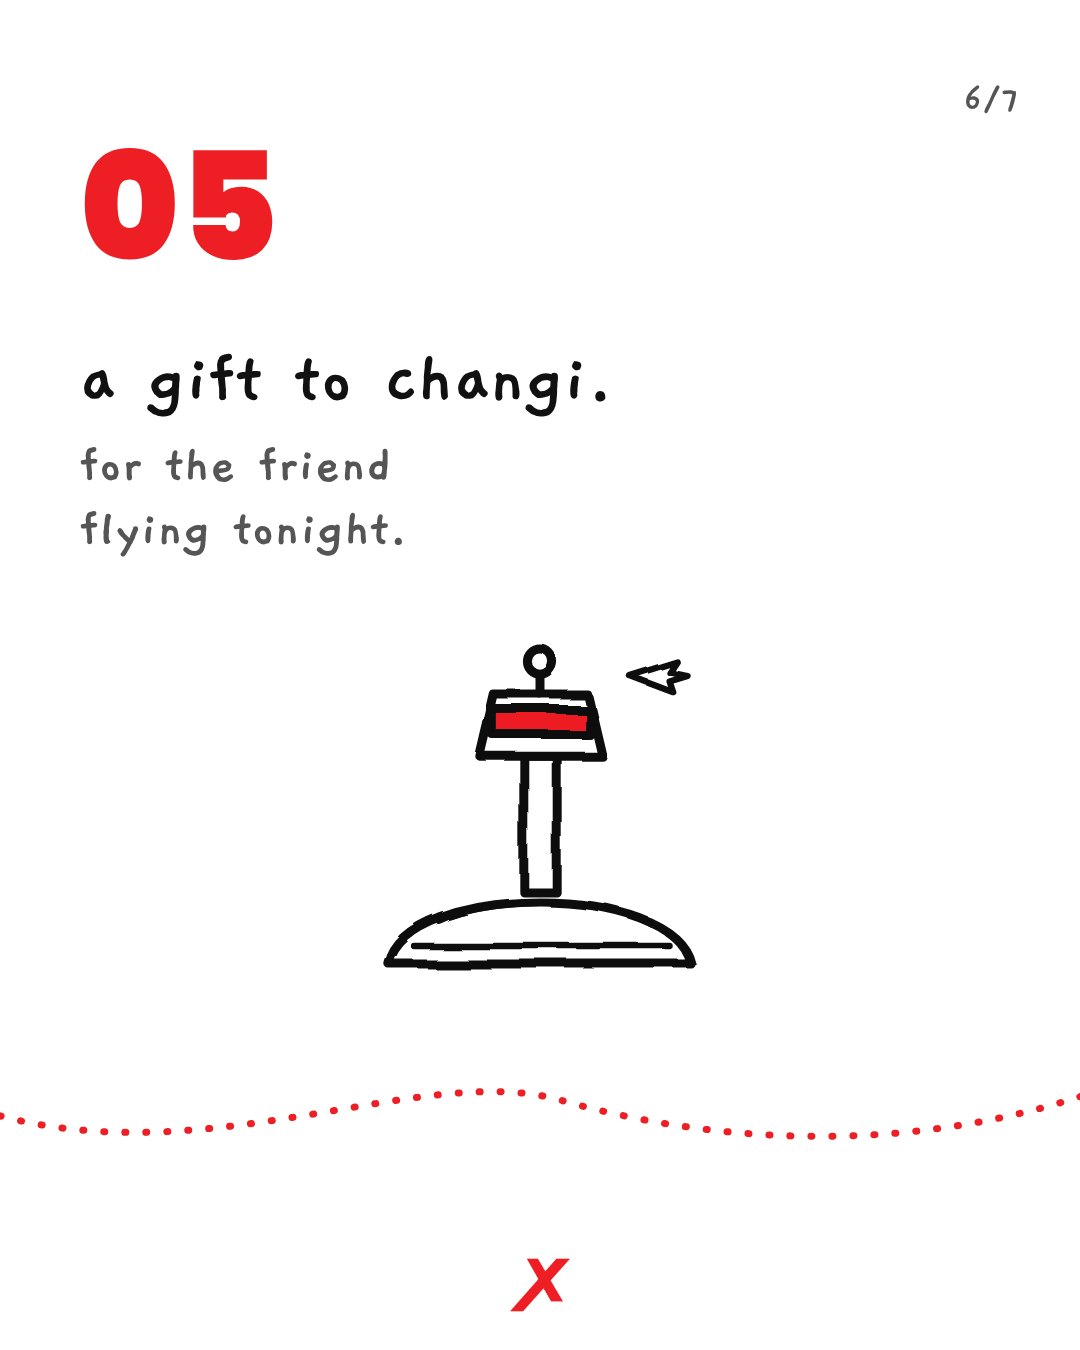 6/7
05
a gift to changi.
for the friend
flying tonight.
X